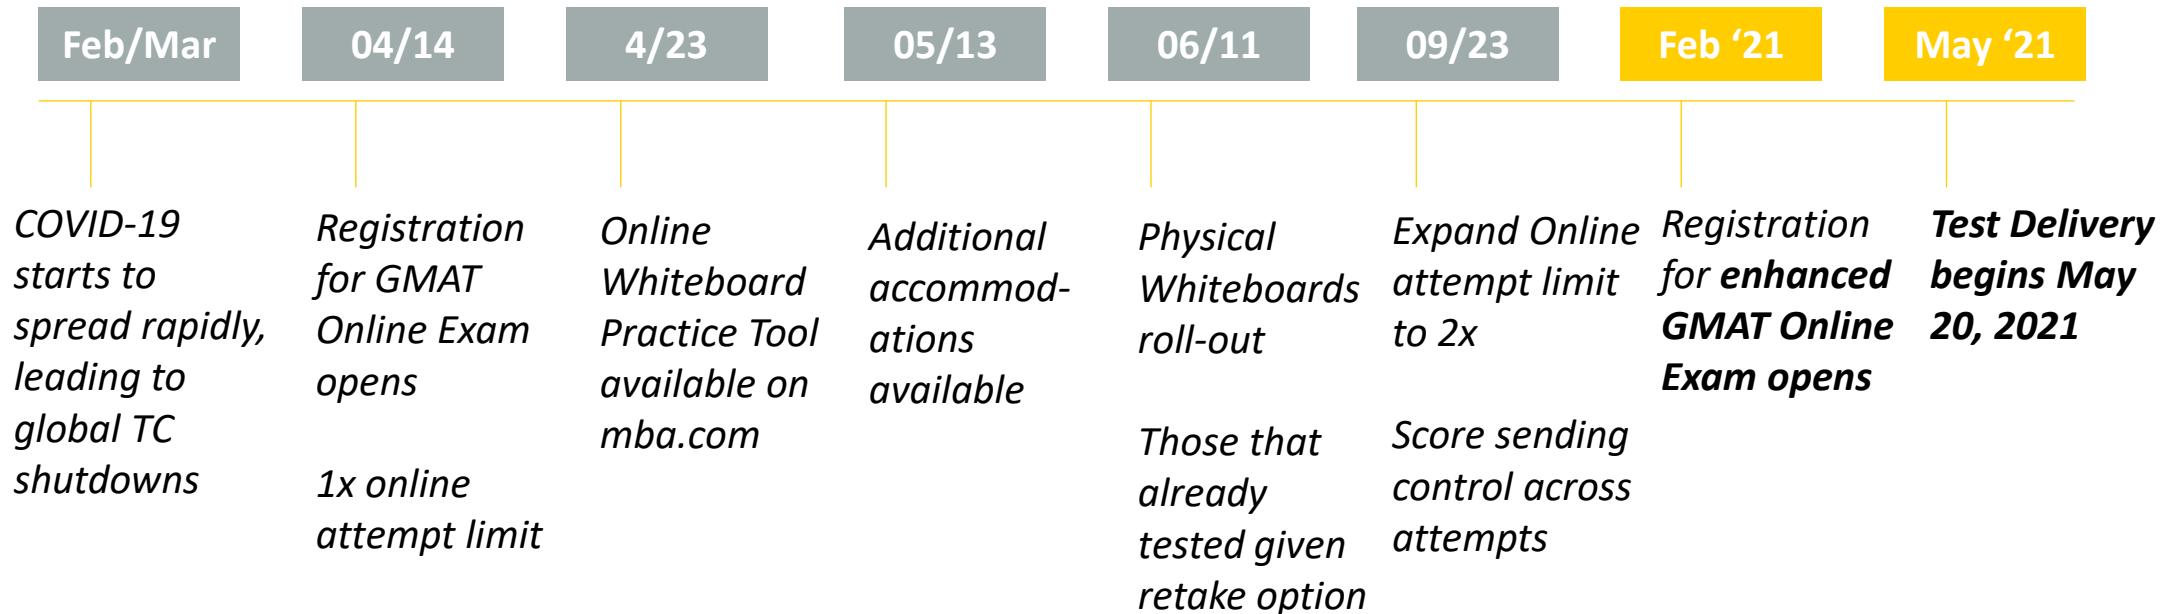 Feb/Mar
04/14
4/23
05/13
06/11
09/23
Feb ‘21
May ‘21
COVID-19
starts to
spread rapidly,
leading to
global TC
shutdowns
Registration
for GMAT
Online Exam
opens
1x online
attempt limit
Online
Whiteboard
Practice Tool
available on
mba.com
Additional
accommod-
ations
available
Physical
Whiteboards
roll-out
Those that
already
tested given
retake option
Expand Online
attempt limit
to 2x
Score sending
control across
attempts
Registration
for enhanced
GMAT Online
Exam opens
Test Delivery
begins May
20, 2021